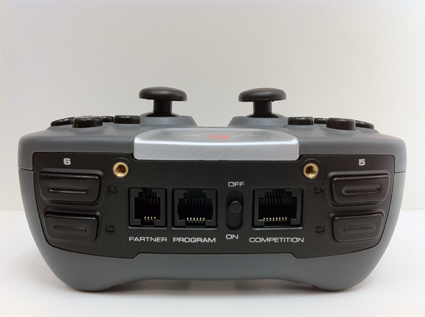 6
5
OFF
PARTNER PROGRAM ON COMPETITION